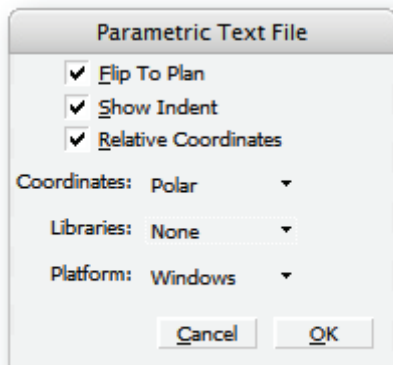 Parametric Text File
Flip To Plan
Show Indent
Relative Coordinates
Coordinates: Polar
Libraries: None
Platform: Windows
Cancel OK